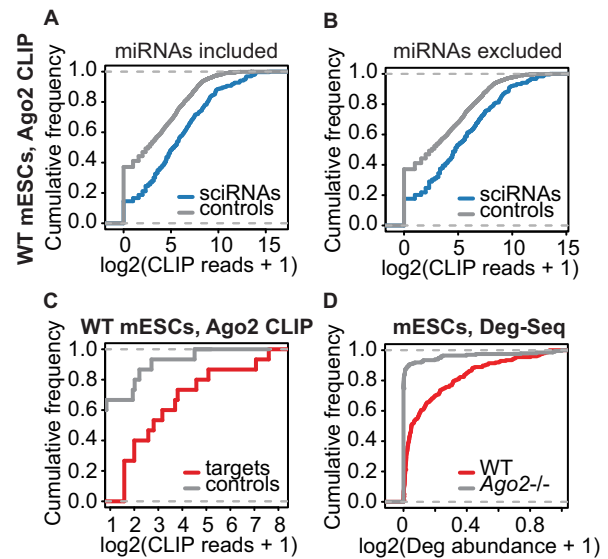 A
miRNAs included
WT mESCs, Ago2 CLIP
Cumulative frequency
1.0
0.8
0.6
0.4
0.2
0.0
sciRNAs
controls
0 5 10 15
log2(CLIP reads + 1)
B
miRNAs excluded
Cumulative frequency
1.0
0.8
0.6
0.4
0.2
0.0
sciRNAs
controls
0 5 10 15
log2(CLIP reads + 1)
C
WT mESCs, Ago2 CLIP
Cumulative frequency
1.0
0.8
0.6
0.4
0.2
0.0
targets
controls
1 2 3 4 5 6 7 8
log2(CLIP reads + 1)
D
mESCs, Deg-Seq
Cumulative frequency
1.0
0.8
0.6
0.4
0.2
0.0
WT
Ago2-/-
0 0.4 0.8
log2(Deg abundance + 1)